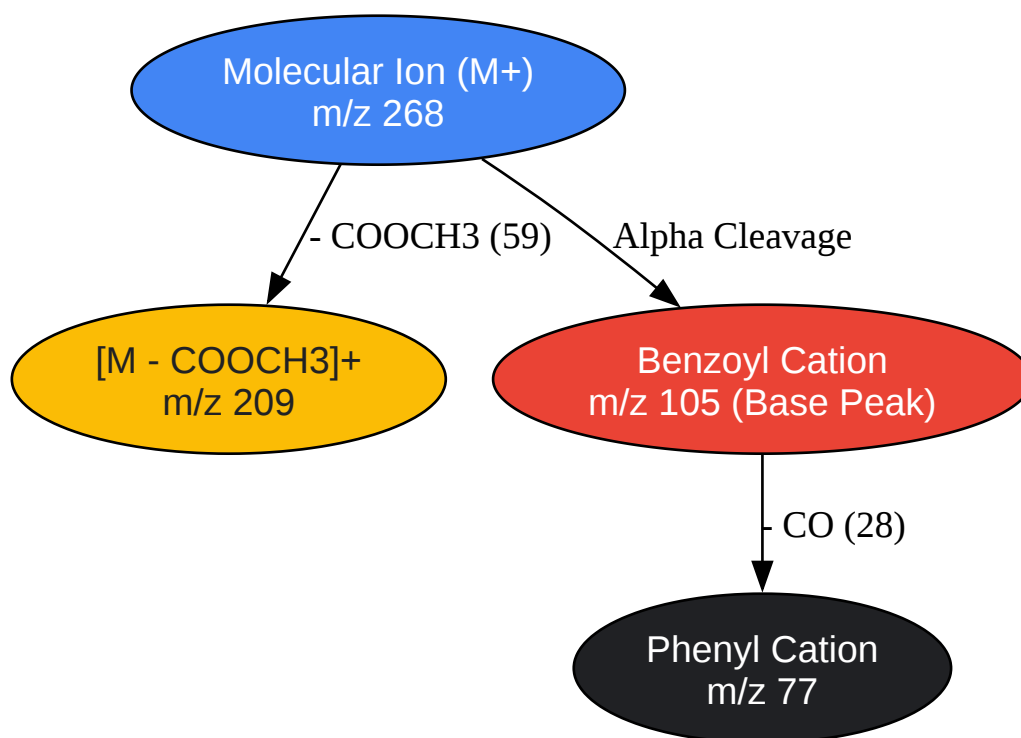 Molecular Ion (M+)
m/z 268
- COOCH3 (59)
Alpha Cleavage
[M - COOCH3]+
m/z 209
Benzoyl Cation
m/z 105 (Base Peak)
- CO (28)
Phenyl Cation
m/z 77